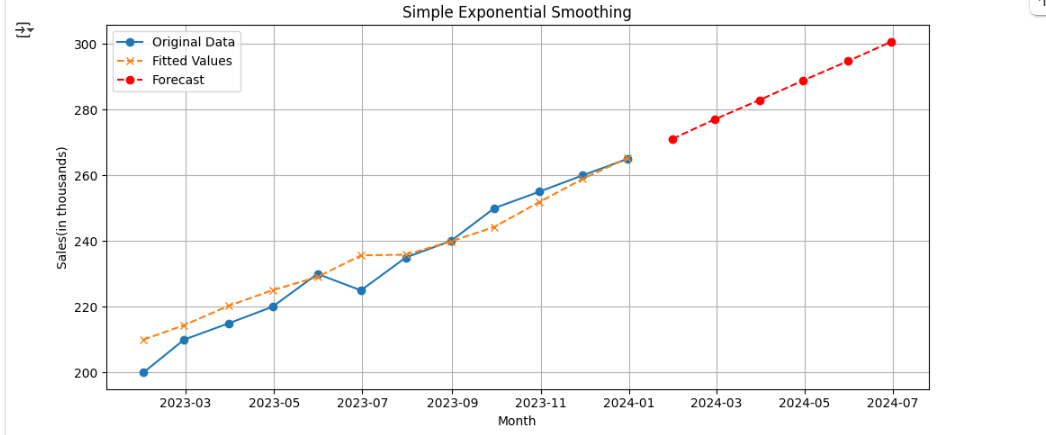 Simple Exponential Smoothing
Original Data
Fitted Values
Forecast
300
280
260
240
220
200
Sales(in thousands)
2023-03 2023-05 2023-07 2023-09 2023-11 2024-01 2024-03 2024-05 2024-07
Month